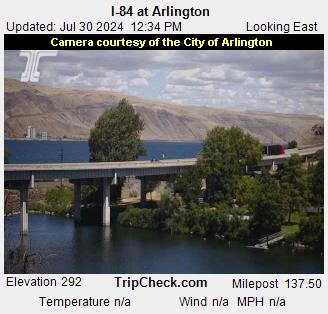 I-84 at Arlington
Updated: Jul 30 2024 12:34 PM Looking East
Camera courtesy of the City of Arlington
Elevation 292 TripCheck.com Milepost 137.50
Temperature n/a Wind n/a MPH n/a